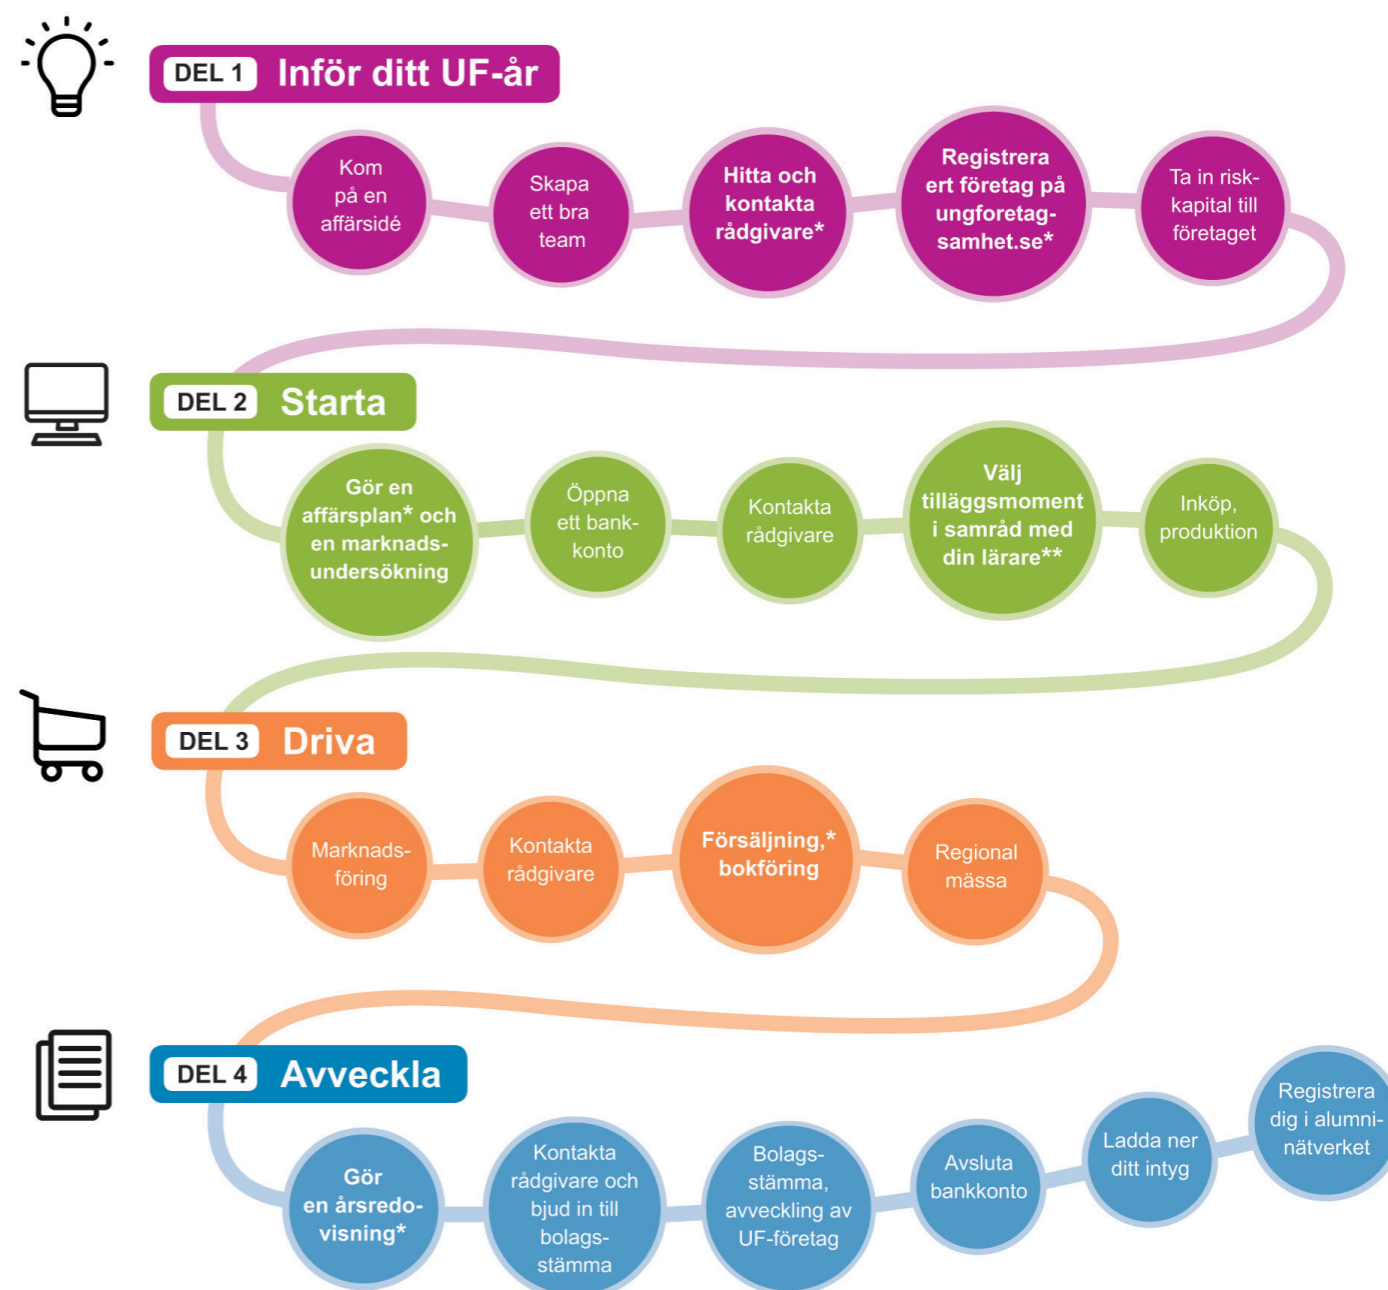 DEL 1 Inför ditt UF-år
Kom
på en
affärsidé
Skapa
ett bra
team
Hitta och
kontakta
rådgivare*
Registrera
ert företag på
ungforetag-
samhet.se*
Ta in risk-
kapital till
företaget
DEL 2 Starta
Gör en
affärsplan* och
en marknads-
undersökning
Öppna
ett bank-
konto
Kontakta
rådgivare
Välj
tilläggsmoment
i samråd med
din lärare**
Inköp,
produktion
DEL 3 Driva
Marknads-
föring
Kontakta
rådgivare
Försäljning,*
bokföring
Regional
mässa
DEL 4 Avveckla
Gör
en årsredo-
visning*
Kontakta
rådgivare och
bjud in till
bolags-
stämma
Bolags-
stämma,
avveckling av
UF-företag
Avsluta
bankkonto
Ladda ner
ditt intyg
Registrera
dig i alumni-
nätverket